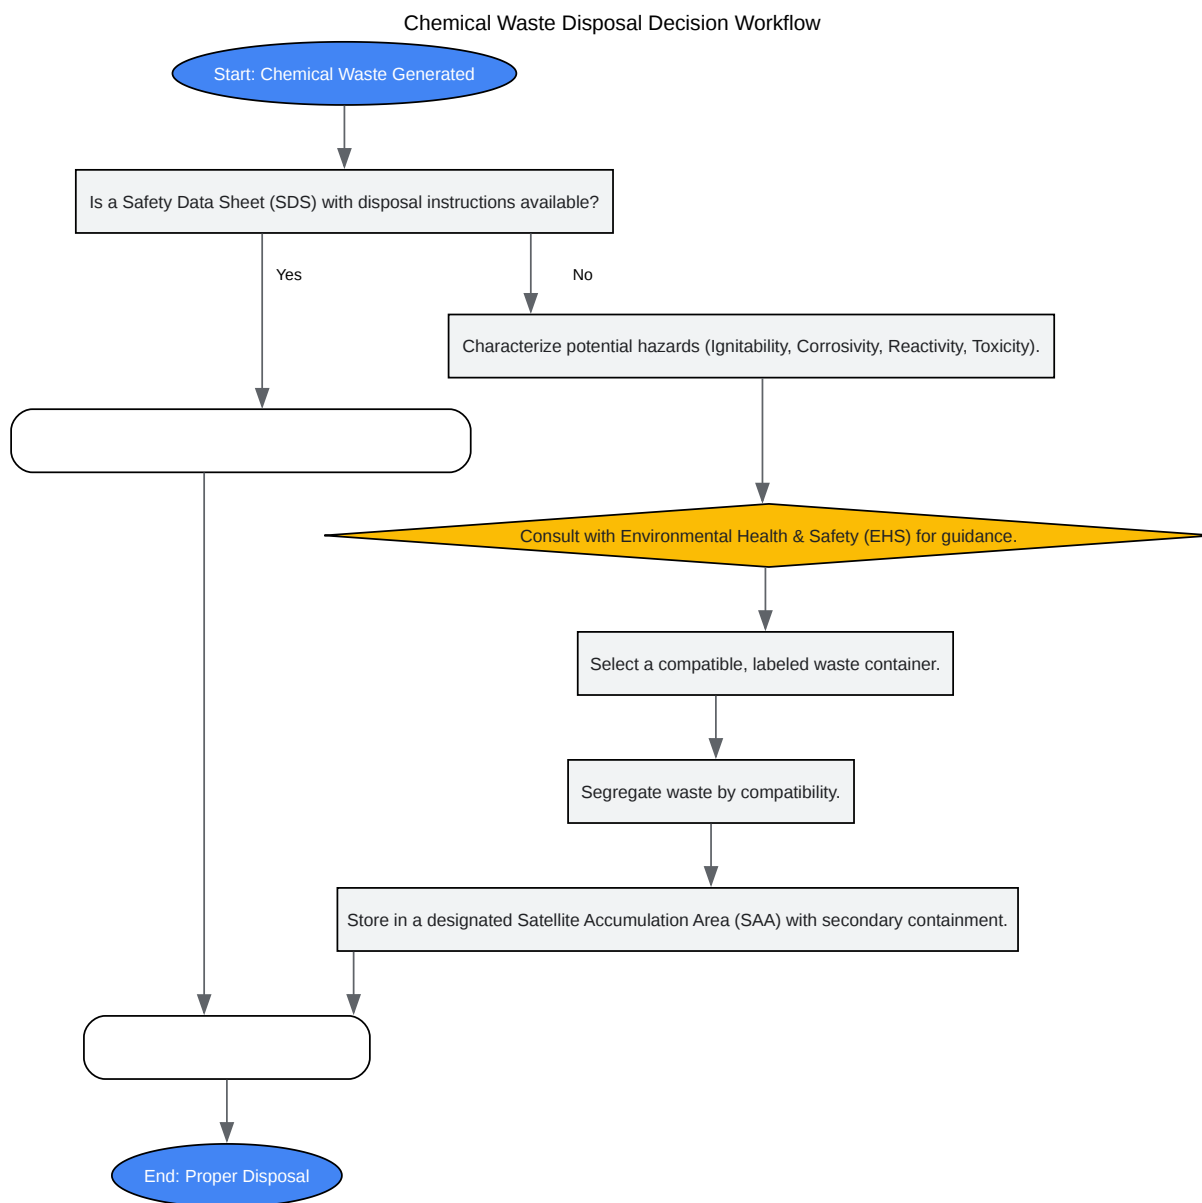 Chemical Waste Disposal Decision Workflow
Start: Chemical Waste Generated
Is a Safety Data Sheet (SDS) with disposal instructions available?
Yes
No
Characterize potential hazards (Ignitability, Corrosivity, Reactivity, Toxicity).
Consult with Environmental Health & Safety (EHS) for guidance.
Select a compatible, labeled waste container.
Segregate waste by compatibility.
Store in a designated Satellite Accumulation Area (SAA) with secondary containment.
End: Proper Disposal